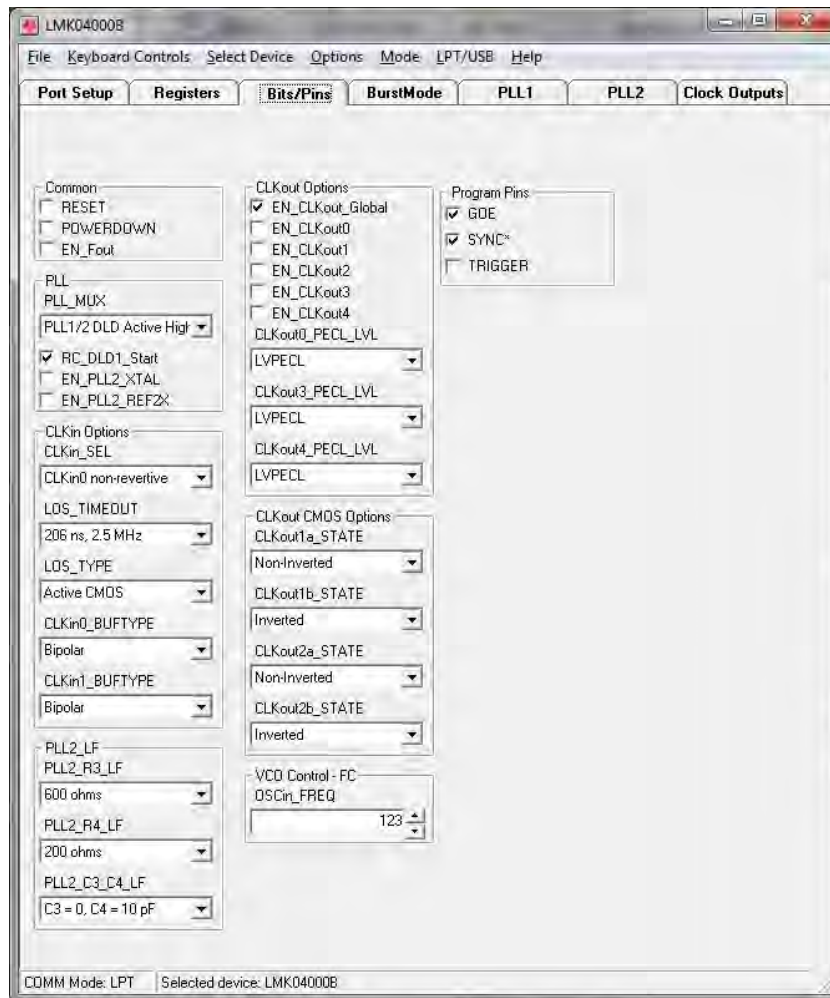 LMK04000B
File Keyboard Controls Select Device Options Mode LPT/USB Help
Port Setup Registers Bits/Pins BurstMode PLL1 PLL2 Clock Outputs
Common
RESET
POWERDOWN
EN_Fout
PLL
PLL_MUX
PLL1/2 DLD Active High
RC_DLD1_Start
EN_PLL2_XTAL
EN_PLL2_REF2X
CLKin Options
CLKin_SEL
CLKin0 non-revertive
LOS_TIMEOUT
206 ns, 2.5 MHz
LOS_TYPE
Active CMOS
CLKin0_BUFTYPE
Bipolar
CLKin1_BUFTYPE
Bipolar
PLL2_LF
PLL2_R3_LF
600 ohms
PLL2_R4_LF
200 ohms
PLL2_C3_C4_LF
C3 = 0, C4 = 10 pF
CLKout Options
EN_CLKout_Global
EN_CLKout0
EN_CLKout1
EN_CLKout2
EN_CLKout3
EN_CLKout4
CLKout0_PECL_LVL
LVPECL
CLKout3_PECL_LVL
LVPECL
CLKout4_PECL_LVL
LVPECL
CLKout CMOS Options
CLKout1a_STATE
Non-Inverted
CLKout1b_STATE
Inverted
CLKout2a_STATE
Non-Inverted
CLKout2b_STATE
Inverted
VCO Control - FC
OSCin_FREQ
123
Program Pins
GOE
SYNC*
TRIGGER
COMM Mode: LPT Selected device: LMK04000B